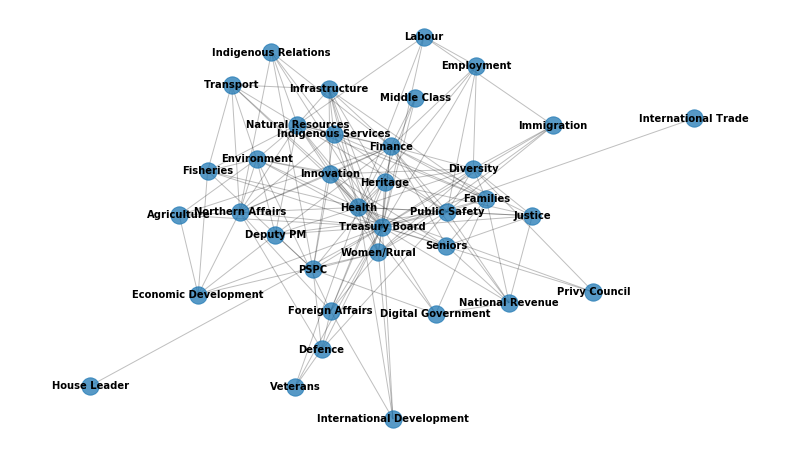 Labour
Indigenous Relations
Employment
Transport
Infrastructure
Middle Class
International Trade
Natural Resources
Immigration
Indigenous Services
Finance
Environment
Diversity
Fisheries
Innovation
Heritage
Families
Health
Agriculture
Northern Affairs
Public Safety
Justice
Treasury Board
Deputy PM
Seniors
Women/Rural
PSPC
Economic Development
Privy Council
National Revenue
Foreign Affairs
Digital Government
Defence
House Leader
Veterans
International Development